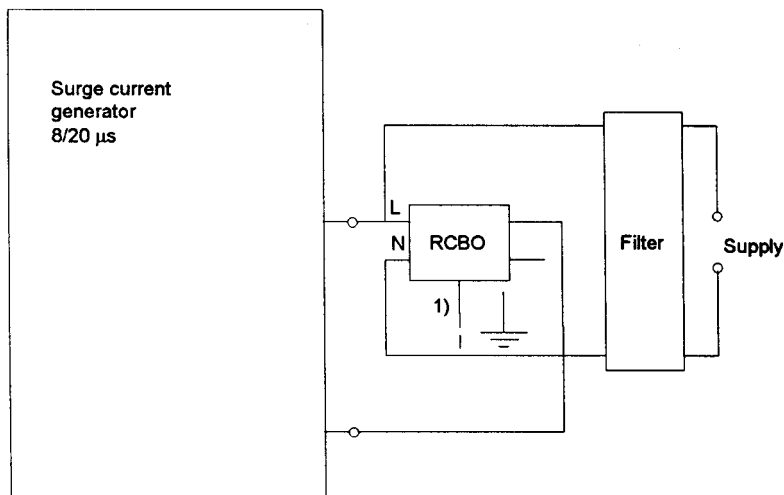 Surge current
generator
8/20 μs
L
N
RCBO
1)
Filter
Supply